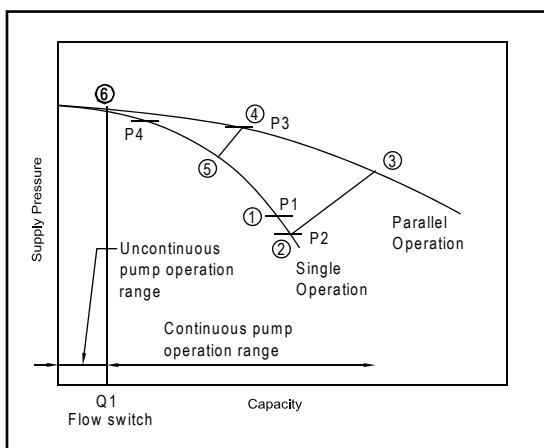 ⑥
④
P3
P4
⑤
③
①
P1
②
P2
Parallel
Operation
Single
Operation
Supply Pressure
Uncontinuous
pump operation
range
Continuous pump
operation range
Q1
Flow switch
Capacity